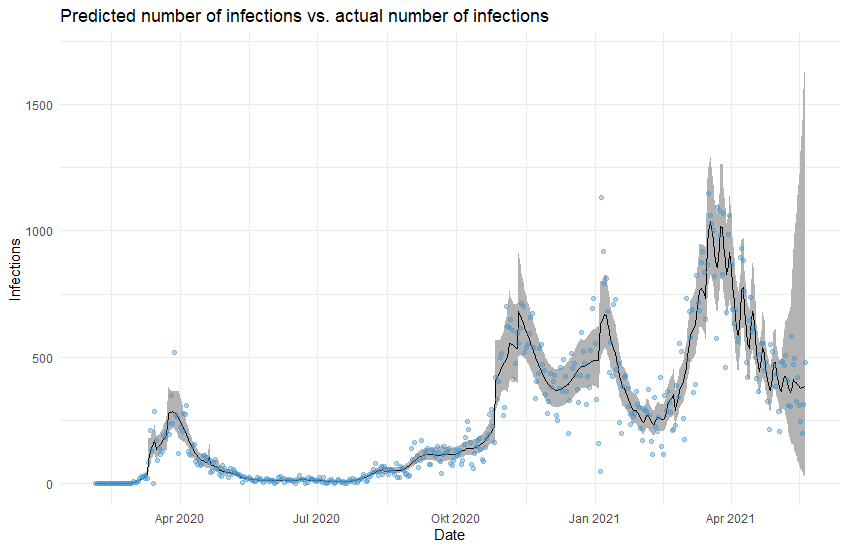 Predicted number of infections vs. actual number of infections
1500
1000
500
0
Infections
Apr 2020
Jul 2020
Okt 2020
Jan 2021
Apr 2021
Date